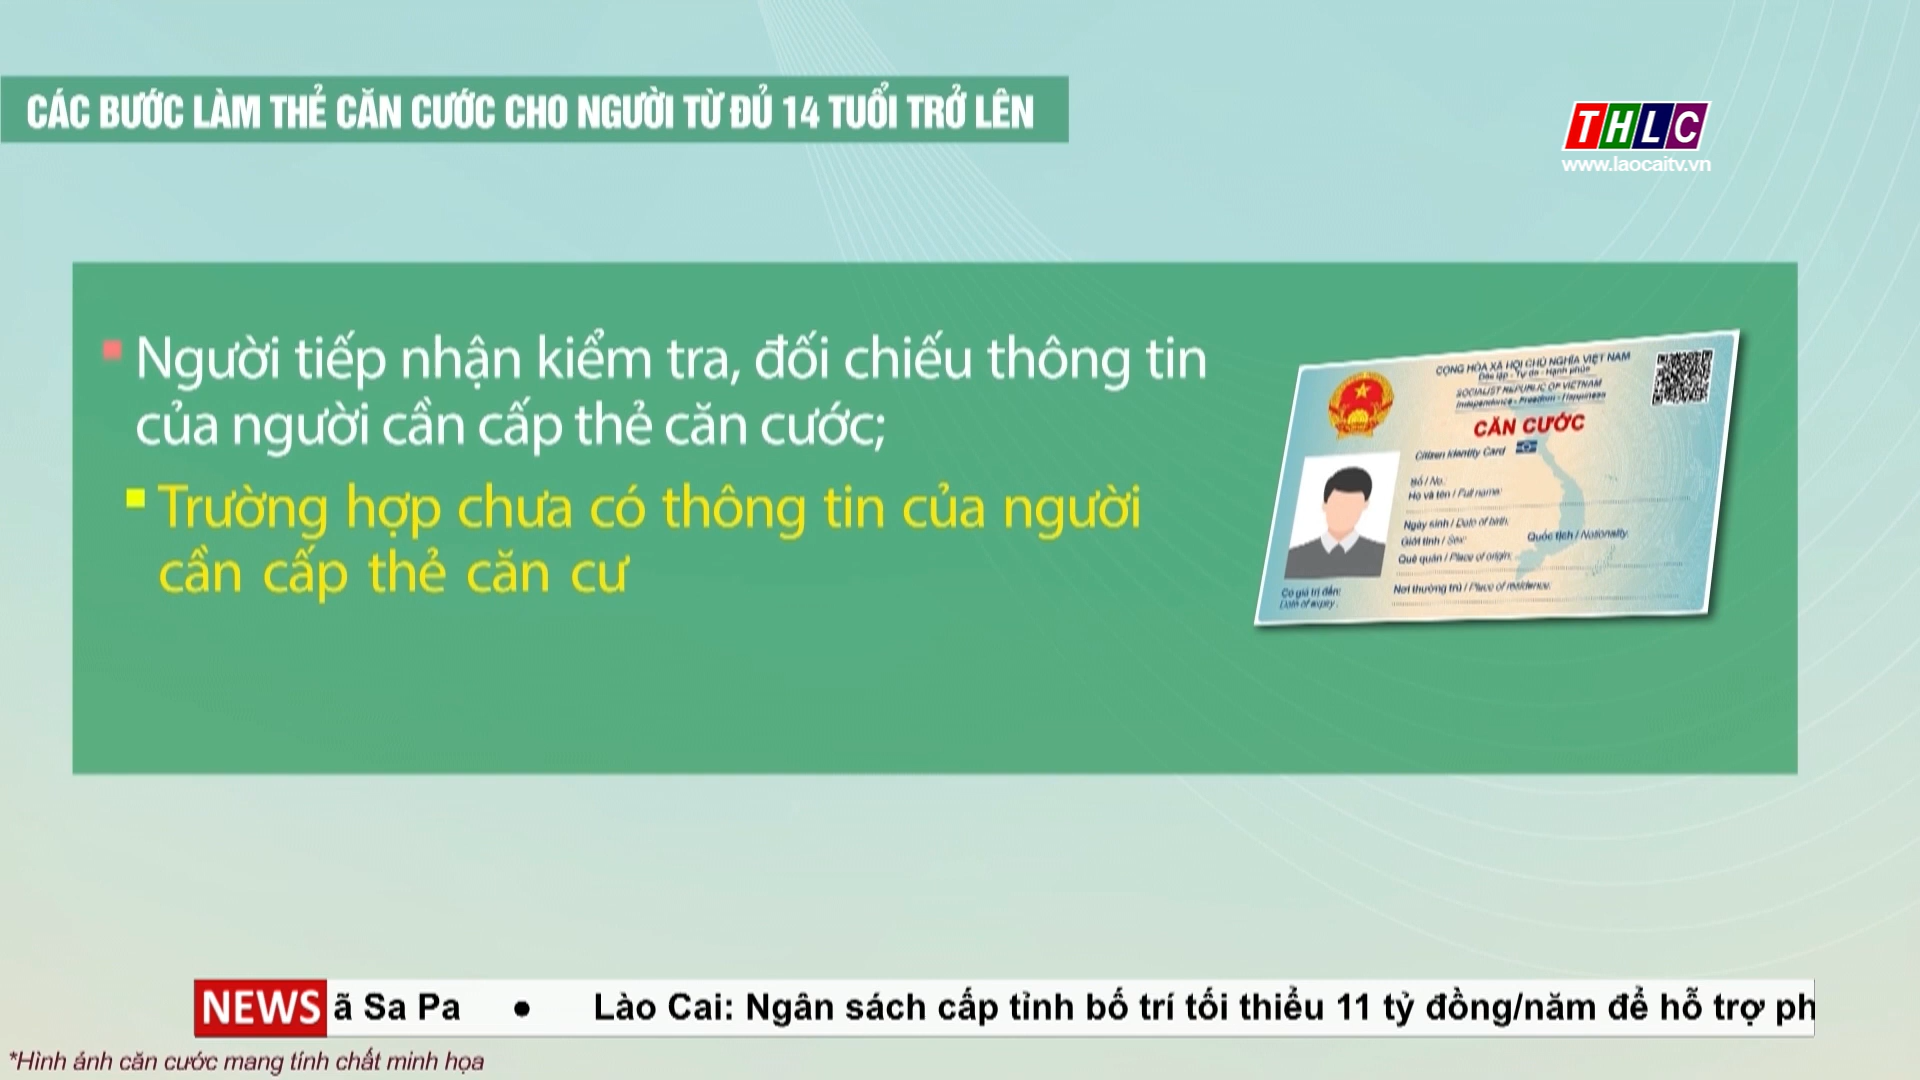 CÁC BƯỚC LÀM THẺ CĂN CƯỚC CHO NGƯỜI TỪ ĐỦ 14 TUỔI TRỞ LÊN
THLC
www.laocaitv.vn
Người tiếp nhận kiểm tra, đối chiếu thông tin
của người cần cấp thẻ căn cước;
Trường hợp chưa có thông tin của người
cần cấp thẻ căn cư
CỘNG HÒA XÃ HỘI CHỦ NGHĨA VIỆT NAM
Độc lập - Tự do - Hạnh phúc
SOCIALIST REPUBLIC OF VIETNAM
Independence - Freedom - Happiness
CĂN CƯỚC
Citizen Identity Card
Số / No.:
Họ và tên / Full name:
Ngày sinh / Date of birth:
Giới tính / Sex:
Quốc tịch / Nationality:
Quê quán / Place of origin:
Nơi thường trú / Place of residence:
Có giá trị đến:
Date of expiry:
NEWS ã Sa Pa • Lào Cai: Ngân sách cấp tỉnh bố trí tối thiểu 11 tỷ đồng/năm để hỗ trợ ph
*Hình ảnh căn cước mang tính chất minh họa